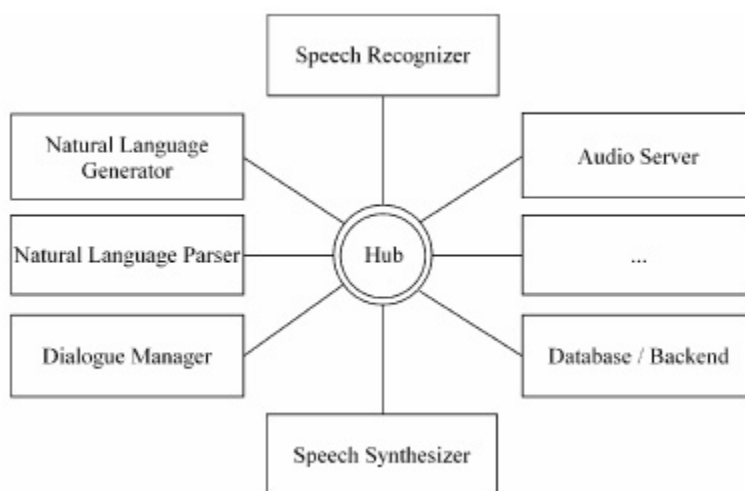 Speech Recognizer
Natural Language
Generator
Audio Server
Natural Language Parser
Hub
...
Dialogue Manager
Database / Backend
Speech Synthesizer